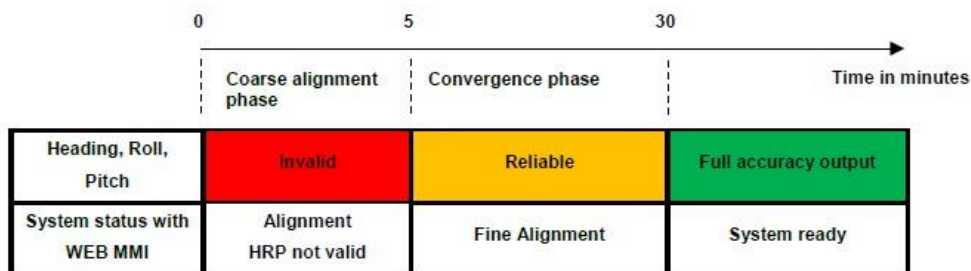 0 5 30
Coarse alignment
phase
Convergence phase
Time in minutes
Heading, Roll,
Pitch
Invalid
Reliable
Full accuracy output
System status with
WEB MMI
Alignment
HRP not valid
Fine Alignment
System ready